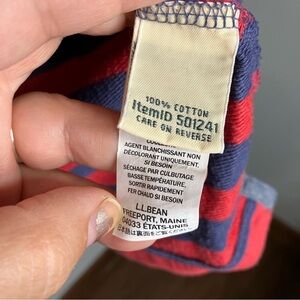 100% COTTON
ItemID 501241
CARE ON REVERSE
AGENT BLANCHISSANT NON
DÉCOLORANT UNIQUEMENT
SI BESOIN
SÉCHAGE PAR CULBUTAGE
BASSE TEMPÉRATURE,
SORTIR RAPIDEMENT
FER CHAUD SI BESOIN
L.L.BEAN
FREEPORT, MAINE
04033 ÉTATS-UNIS